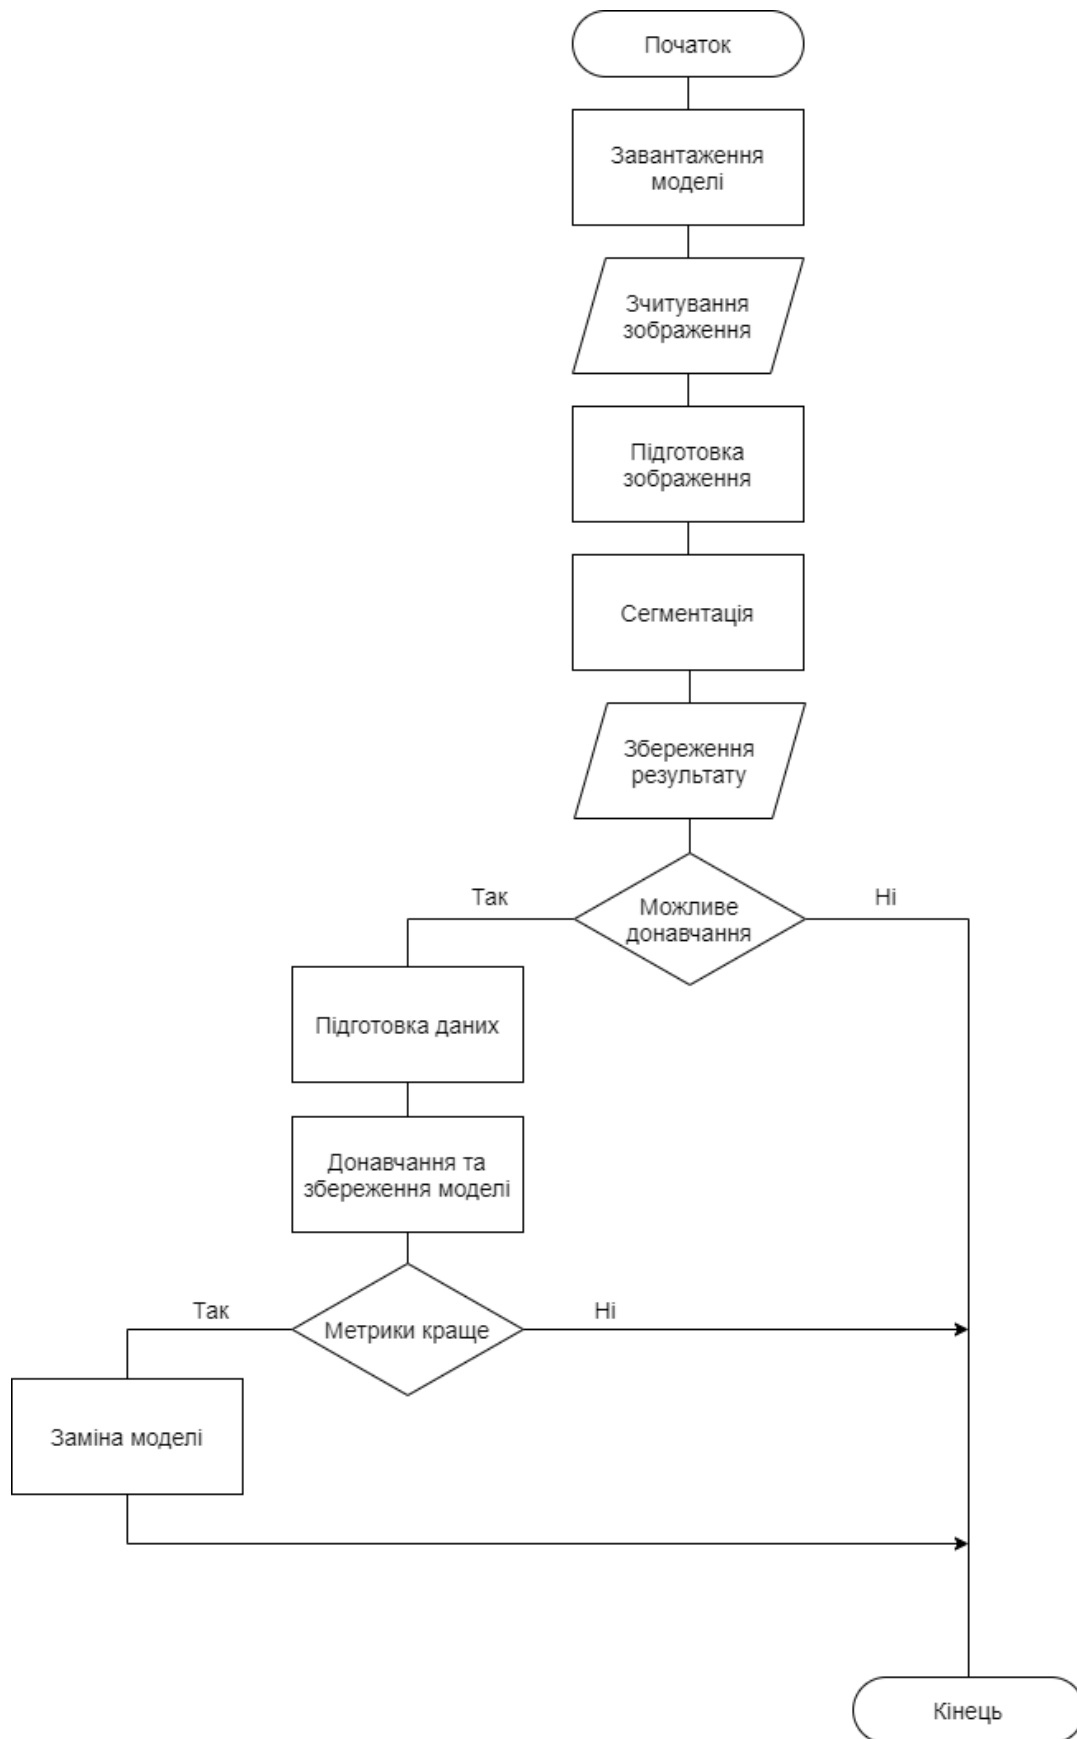 Початок
Завантаження
моделі
Зчитування
зображення
Підготовка
зображення
Сегментація
Збереження
результату
Так
Можливе
донавчання
Ні
Підготовка даних
Донавчання та
збереження моделі
Так
Метрики краще
Ні
Заміна моделі
Кінець